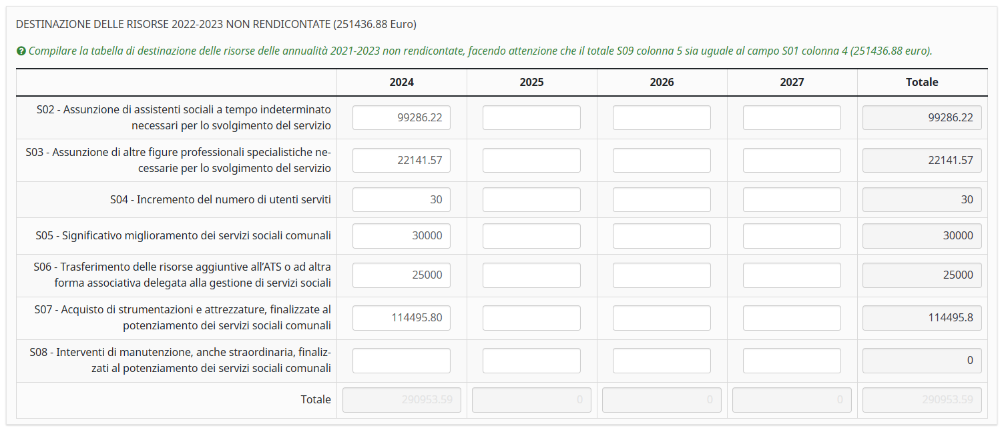 DESTINAZIONE DELLE RISORSE 2022-2023 NON RENDICONTATE (251436.88 Euro)
Compilare la tabella di destinazione delle risorse delle annualità 2021-2023 non rendicontate, facendo attenzione che il totale S09 colonna 5 sia uguale al campo S01 colonna 4 (251436.88 euro).
2024 2025 2026 2027 Totale
S02 - Assunzione di assistenti sociali a tempo indeterminato
necessari per lo svolgimento del servizio
99286.22 99286.22
S03 - Assunzione di altre figure professionali specialistiche ne-
cessarie per lo svolgimento del servizio
22141.57 22141.57
S04 - Incremento del numero di utenti serviti 30 30
S05 - Significativo miglioramento dei servizi sociali comunali 30000 30000
S06 - Trasferimento delle risorse aggiuntive all’ATS o ad altra
forma associativa delegata alla gestione di servizi sociali
25000 25000
S07 - Acquisto di strumentazioni e attrezzature, finalizzate al
potenziamento dei servizi sociali comunali
114495.80 114495.8
S08 - Interventi di manutenzione, anche straordinaria, finaliz-
zati al potenziamento dei servizi sociali comunali
0
Totale 290953.59 0 0 0 290953.59